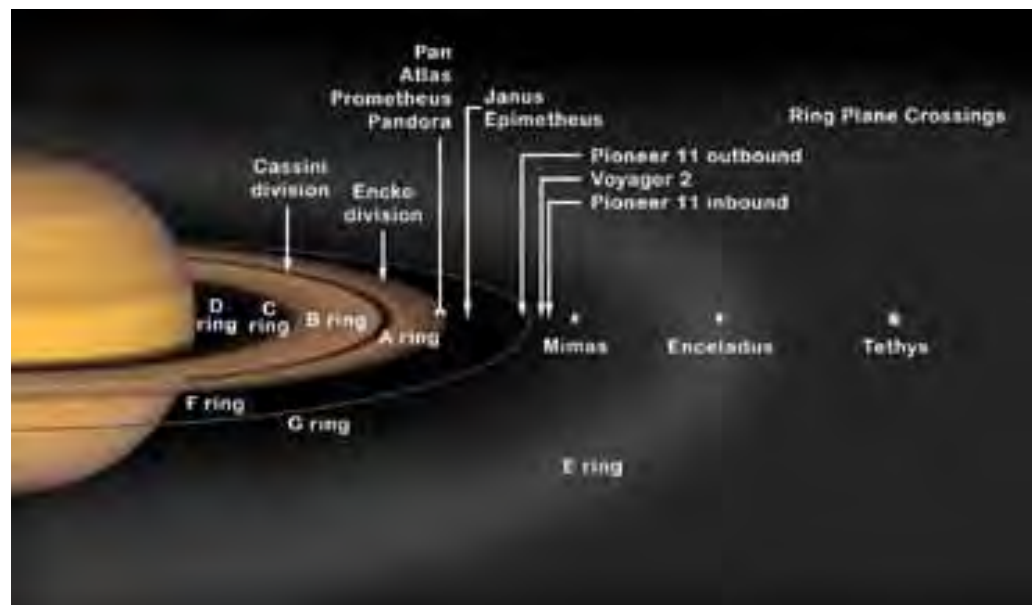 Pan
Atlas
Prometheus
Pandora
Janus
Epimetheus
Ring Plane Crossings
Pioneer 11 outbound
Voyager 2
Pioneer 11 inbound
Cassini
division
Encke
division
D
ring
C
ring
B ring
A ring
Mimas
Enceladus
Tethys
F ring
G ring
E ring